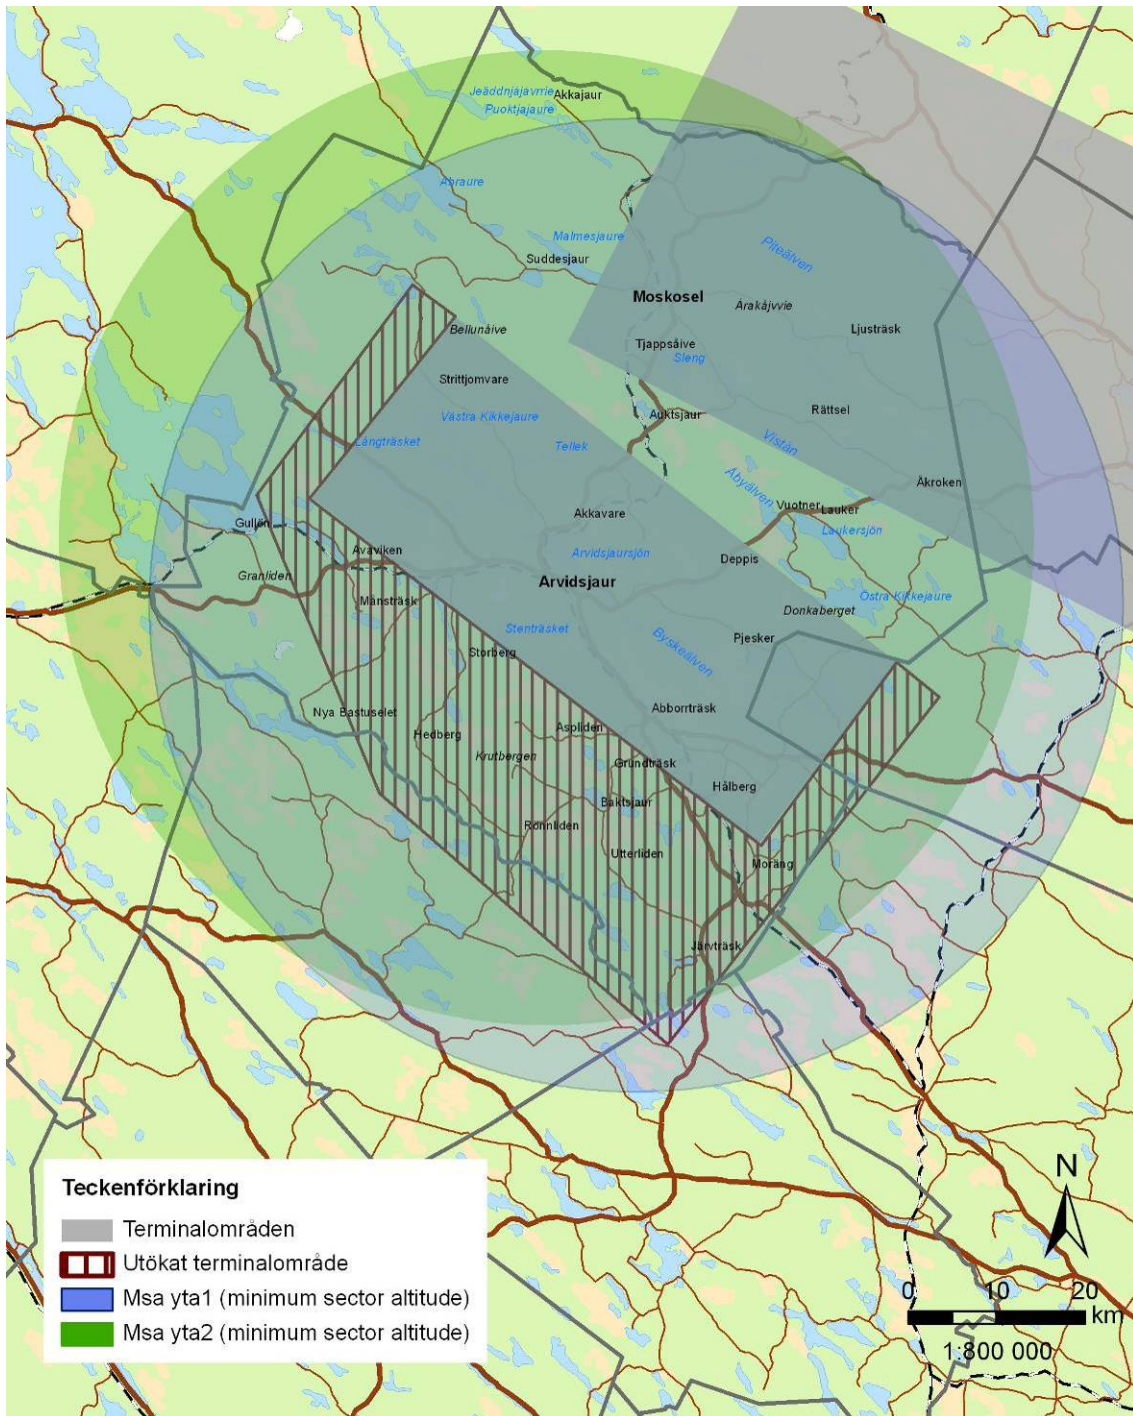 Jeäddnjajavrrie
Akkajaur
Puoktjajaure
Abraure
Malmesjaure
Piteälven
Suddesjaur
Moskosel
Årakåjvvie
Bellunåive
Ljusträsk
Tjappsåive
Sleng
Strittjomvare
Västra Kikkejaure
Auktsjaur
Rättsel
Långträsket
Tellek
Vistån
Åbyälven
Åkroken
Akkavare
Vuotner
Lauker
Gullön
Laukersjön
Avaviken
Arvidsjaursjön
Deppis
Granliden
Arvidsjaur
Månsträsk
Östra Kikkejaure
Donkaberget
Stenträsket
Byskeälven
Pjesker
Storberg
Nya Bastuselet
Abborrträsk
Hedberg
Aspliden
Krutbergen
Grundträsk
Hålberg
Baktsjaur
Rönnliden
Utterliden
Moräng
Järvträsk
Teckenförklaring
Terminalområden
Utökat terminalområde
Msa yta1 (minimum sector altitude)
Msa yta2 (minimum sector altitude)
N
0 10 20
km
1:800 000